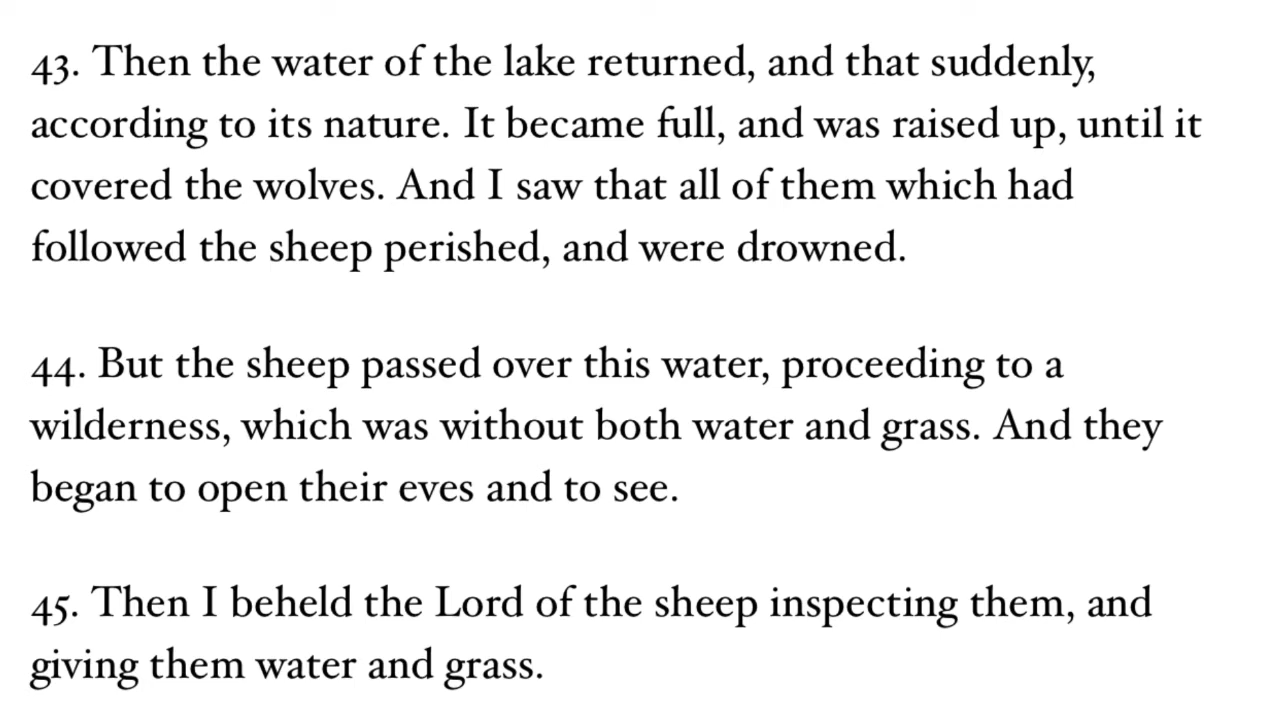 43. Then the water of the lake returned, and that suddenly,
according to its nature. It became full, and was raised up, until it
covered the wolves. And I saw that all of them which had
followed the sheep perished, and were drowned.
44. But the sheep passed over this water, proceeding to a
wilderness, which was without both water and grass. And they
began to open their eves and to see.
45. Then I beheld the Lord of the sheep inspecting them, and
giving them water and grass.